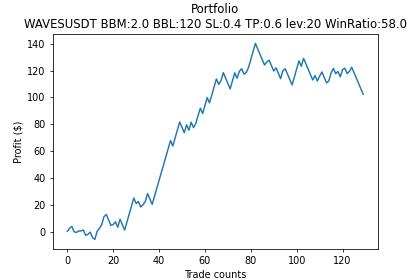 Portfolio
WAVESUSDT BBM:2.0 BBL:120 SL:0.4 TP:0.6 lev:20 WinRatio:58.0
140
120
100
80
60
40
20
0
Profit ($)
0 20 40 60 80 100 120
Trade counts